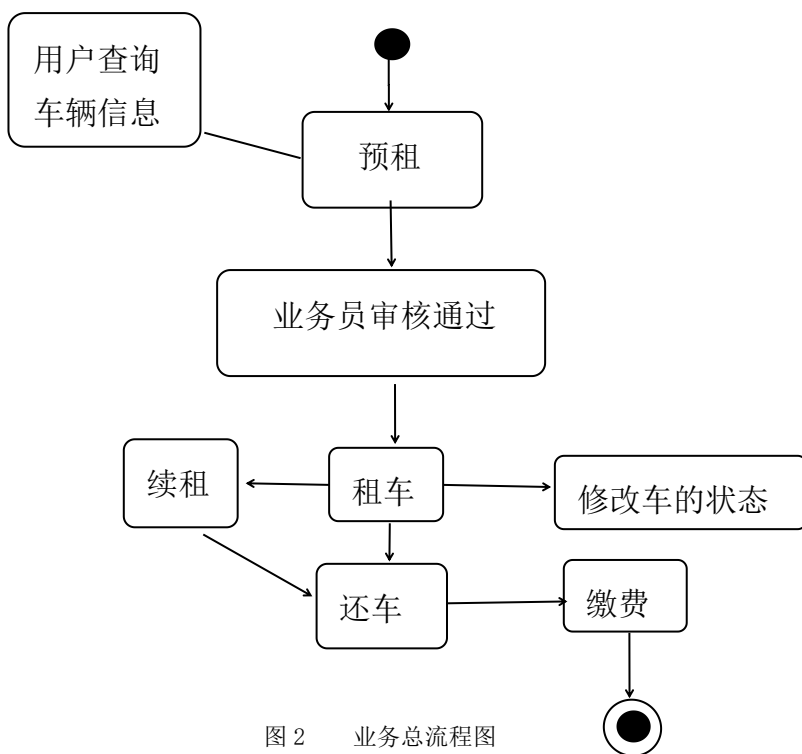 用户查询
车辆信息
预租
业务员审核通过
续租
租车
修改车的状态
还车
缴费
图 2 业务总流程图